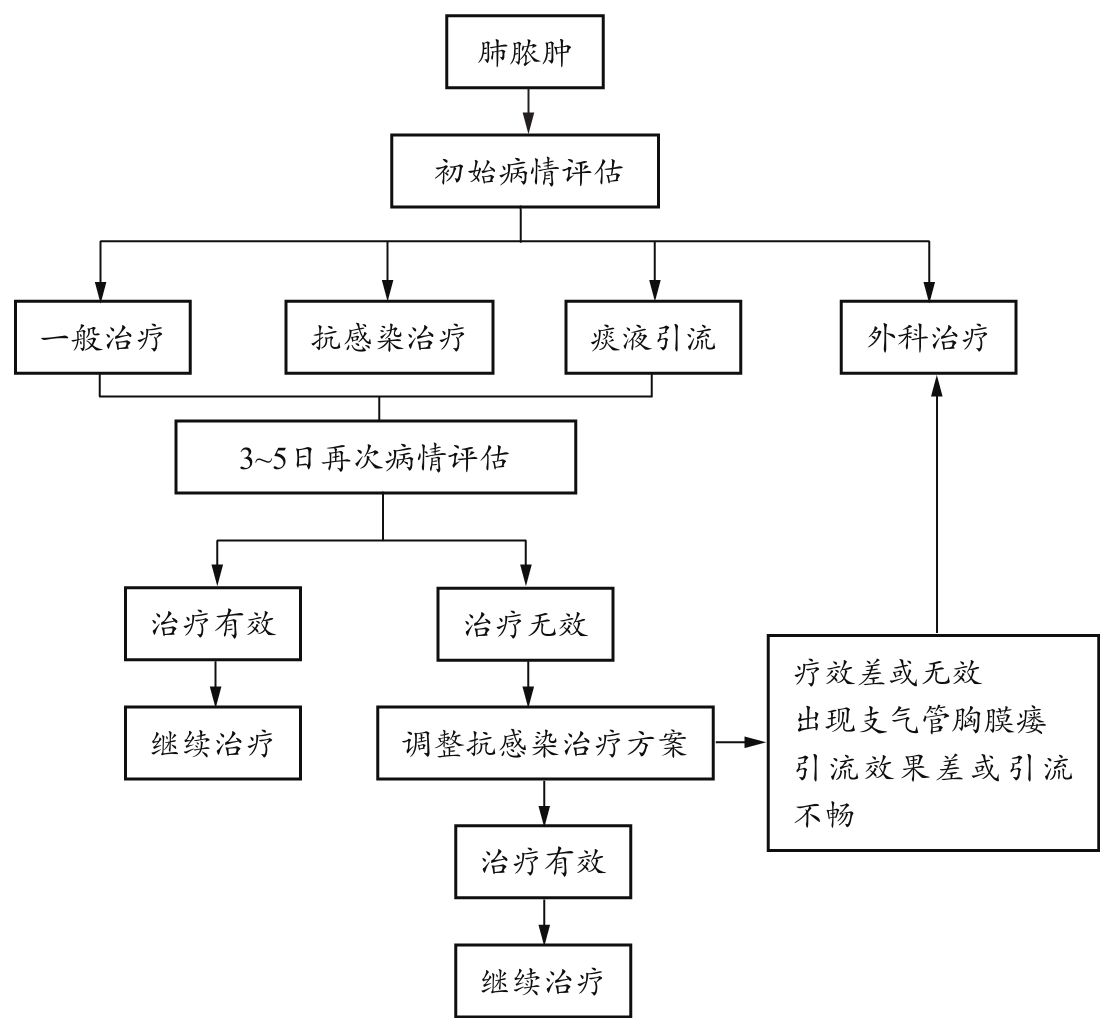 肺脓肿
初始病情评估
一般治疗
抗感染治疗
痰液引流
外科治疗
3~5日再次病情评估
治疗有效
治疗无效
继续治疗
调整抗感染治疗方案
疗效差或无效
出现支气管胸膜瘘
引流效果差或引流
不畅
治疗有效
继续治疗